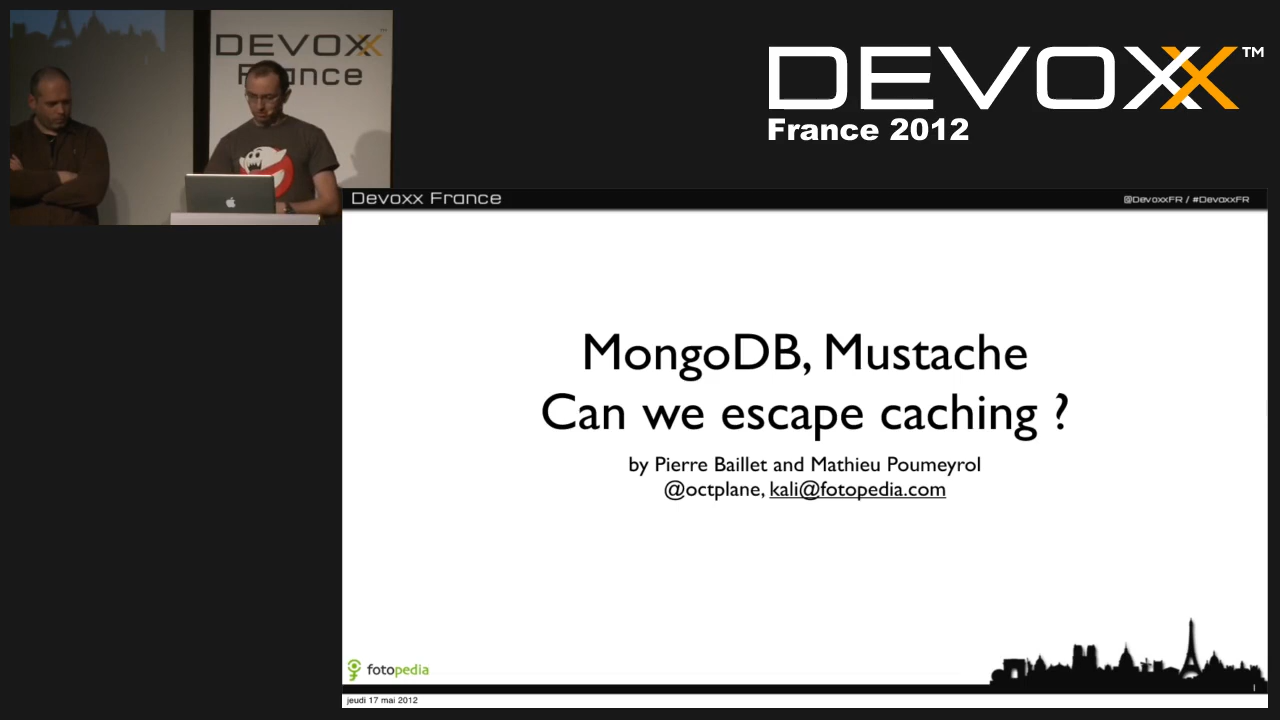 DEVOXX
France
DEVOXX™
France 2012
Devoxx France
@DevoxxFR / #DevoxxFR
MongoDB, Mustache
Can we escape caching ?
by Pierre Baillet and Mathieu Poumeyrol
@octplane, kali@fotopedia.com
fotopedia
1
jeudi 17 mai 2012